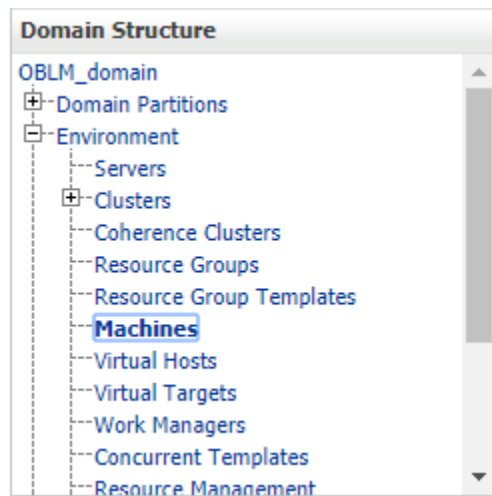 Domain Structure
OBLM_domain
Domain Partitions
Environment
Servers
Clusters
Coherence Clusters
Resource Groups
Resource Group Templates
Machines
Virtual Hosts
Virtual Targets
Work Managers
Concurrent Templates
Resource Management